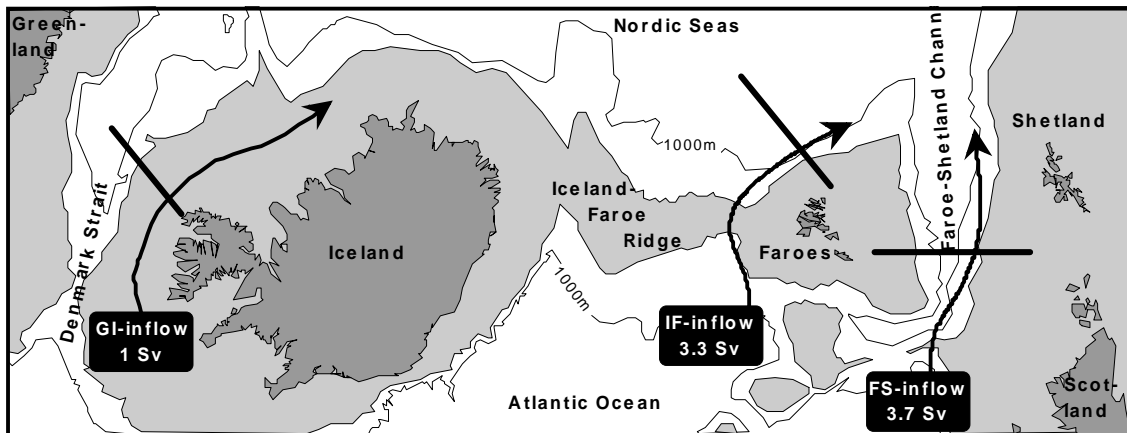 Green-
land
Nordic Seas
Faroe-Shetland Chann
Shetland
1000m
Iceland-
Faroe
Ridge
Denmark Strait
Iceland
Faroes
1000m
GI-inflow
1 Sv
IF-inflow
3.3 Sv
FS-inflow
3.7 Sv
Atlantic Ocean
Scot-
land